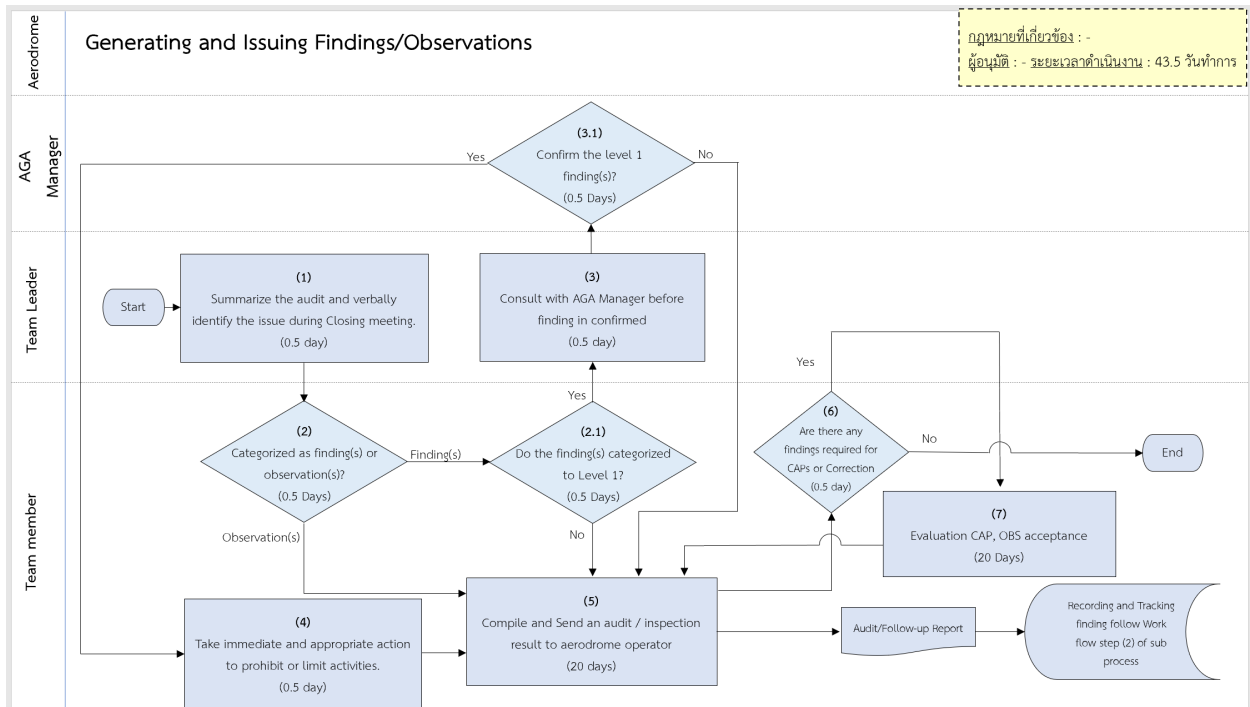 Aerodrome
Generating and Issuing Findings/Observations
กฎหมายที่เกี่ยวข้อง : -
ผู้อนุมัติ : - ระยะเวลาดำเนินงาน : 43.5 วันทำการ
AGA
Manager
(3.1)
Confirm the level 1
finding(s)?
(0.5 Days)
Yes
No
Team Leader
Start
(1)
Summarize the audit and verbally
identify the issue during Closing meeting.
(0.5 day)
(3)
Consult with AGA Manager before
finding in confirmed
(0.5 day)
Yes
Team member
(2)
Categorized as finding(s) or
observation(s)?
(0.5 Days)
Finding(s)
Observation(s)
Yes
(2.1)
Do the finding(s) categorized
to Level 1?
(0.5 Days)
No
(6)
Are there any
findings required for
CAPs or Correction
(0.5 day)
No
End
(7)
Evaluation CAP, OBS acceptance
(20 Days)
(4)
Take immediate and appropriate action
to prohibit or limit activities.
(0.5 day)
(5)
Compile and Send an audit / inspection
result to aerodrome operator
(20 days)
Audit/Follow-up Report
Recording and Tracking
finding follow Work
flow step (2) of sub
process